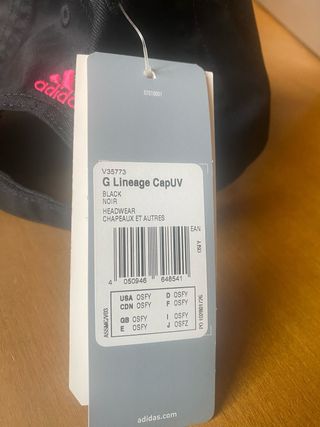 adidas
V35773
G Lineage CapUV
BLACK
NOIR
HEADWEAR
CHAPEAUX ET AUTRES
EAN
4 050946 648541
USA OSFY D OSFY
CDN OSFY F OSFY
GB OSFY I OSFY
E OSFY J OSFZ
adidas.com